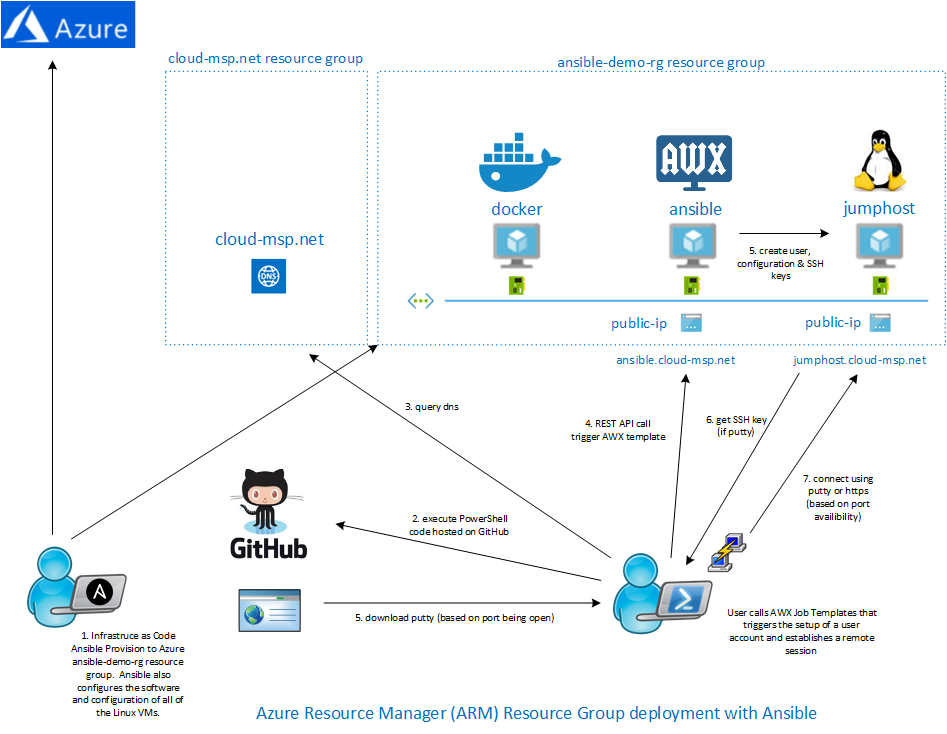 Azure
cloud-msp.net resource group
ansible-demo-rg resource group
AWX
docker
ansible
jumphost
cloud-msp.net
DNS
5. create user,
configuration & SSH
keys
public-ip
public-ip
ansible.cloud-msp.net
jumphost.cloud-msp.net
3. query dns
4. REST API call
trigger AWX template
6. get SSH key
(if putty)
7. connect using
putty or https
(based on port
availibility)
2. execute PowerShell
code hosted on GitHub
GitHub
A
5. download putty (based on port being open)
User calls AWX Job Templates that
triggers the setup of a user
account and establishes a remote
session
1. Infrastruce as Code
Ansible Provision to Azure
ansible-demo-rg resource
group. Ansible also
configures the software
and configuration of all of
the Linux VMs.
Azure Resource Manager (ARM) Resource Group deployment with Ansible